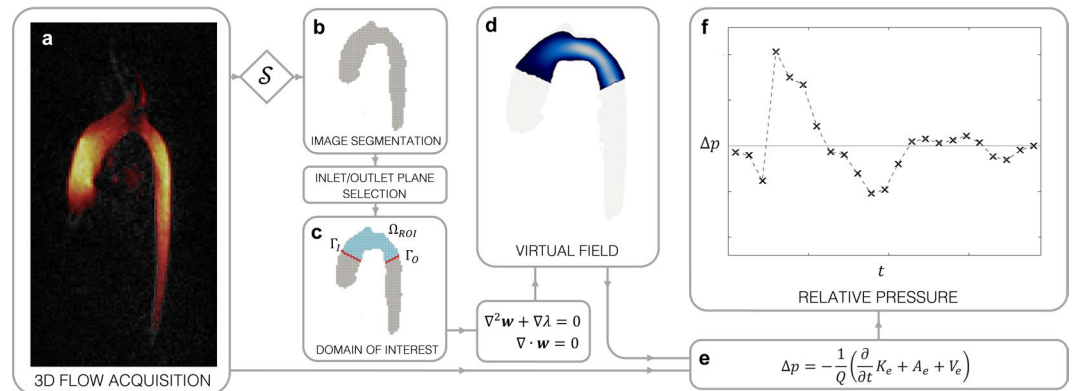 a
3D FLOW ACQUISITION
𝒮
b
IMAGE SEGMENTATION
INLET/OUTLET PLANE
SELECTION
c
Ω_ROI
Γ_I
Γ_O
DOMAIN OF INTEREST
d
VIRTUAL FIELD
∇²w + ∇λ = 0
∇ · w = 0
e
Δp = −1/Q (∂/∂t K_e + A_e + V_e)
f
Δp
t
RELATIVE PRESSURE